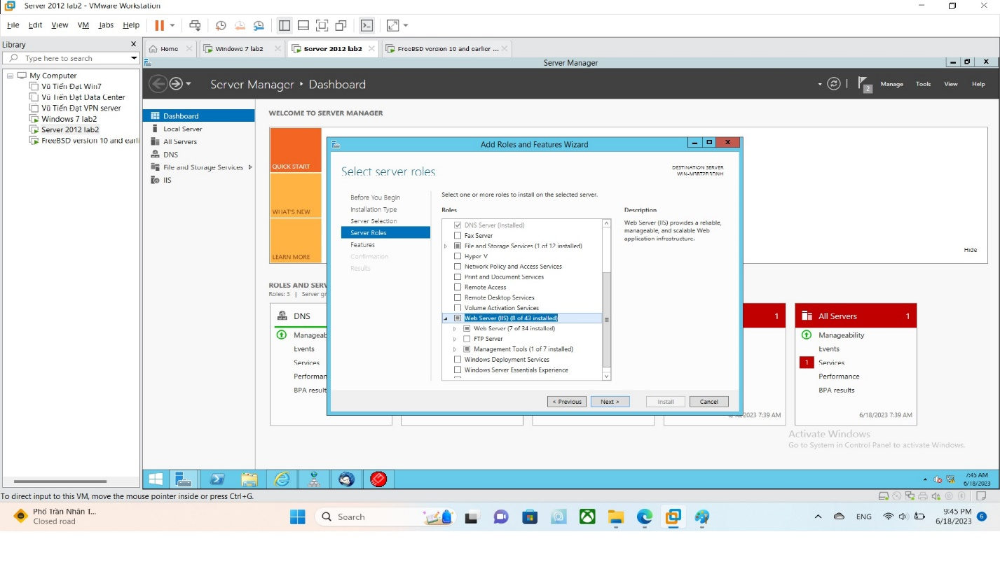 Server 2012 lab2 - VMware Workstation
File Edit View VM Tabs Help
Library X
Type here to search
My Computer
Vũ Tiến Đạt Win7
Vũ Tiến Đạt Data Center
Vũ Tiến Đạt VPN server
Windows 7 lab2
Server 2012 lab2
FreeBSD version 10 and earli
Home
Windows 7 lab2
Server 2012 lab2
FreeBSD version 10 and earlier ...
Server Manager
Server Manager • Dashboard
2
Manage Tools View Help
Dashboard
Local Server
All Servers
DNS
File and Storage Services
IIS
WELCOME TO SERVER MANAGER
QUICK START
WHAT'S NEW
LEARN MORE
Hide
ROLES AND SERV
Roles: 3 | Server gr
DNS
Manageab
Events
Services
Performan
BPA result
Add Roles and Features Wizard
Select server roles
DESTINATION SERVER
Before You Begin
Installation Type
Server Selection
Server Roles
Features
Confirmation
Results
Select one or more roles to install on the selected server.
Roles
DNS Server (Installed)
Fax Server
File and Storage Services (1 of 12 installed)
Hyper-V
Network Policy and Access Services
Print and Document Services
Remote Access
Remote Desktop Services
Volume Activation Services
Web Server (IIS) (8 of 43 installed)
Web Server (7 of 34 installed)
FTP Server
Management Tools (1 of 7 installed)
Windows Deployment Services
Windows Server Essentials Experience
Description
Web Server (IIS) provides a reliable,
manageable, and scalable Web
application infrastructure.
< Previous Next > Install Cancel
1
6/18/2023 7:39 AM
All Servers 1
Manageability
Events
1 Services
Performance
BPA results
6/18/2023 7:39 AM
Activate Windows
Go to System in Control Panel to activate Windows.
7:45 AM
6/18/2023
To direct input to this VM, move the mouse pointer inside or press Ctrl+G.
Phố Trần Nhân T...
Closed road
Search
ENG
9:45 PM
6/18/2023
6